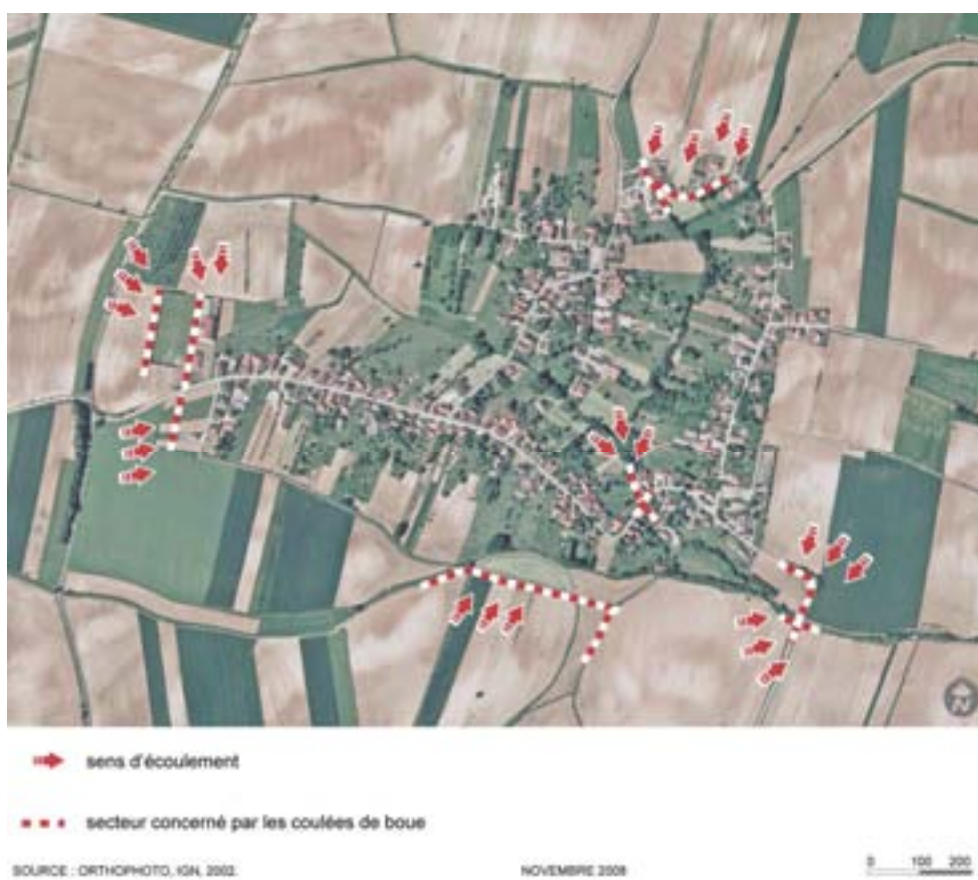 sens d'écoulement
secteur concerné par les coulées de boue
SOURCE : ORTHOPHOTO, IGN, 2002. NOVEMBRE 2008 0 100 200